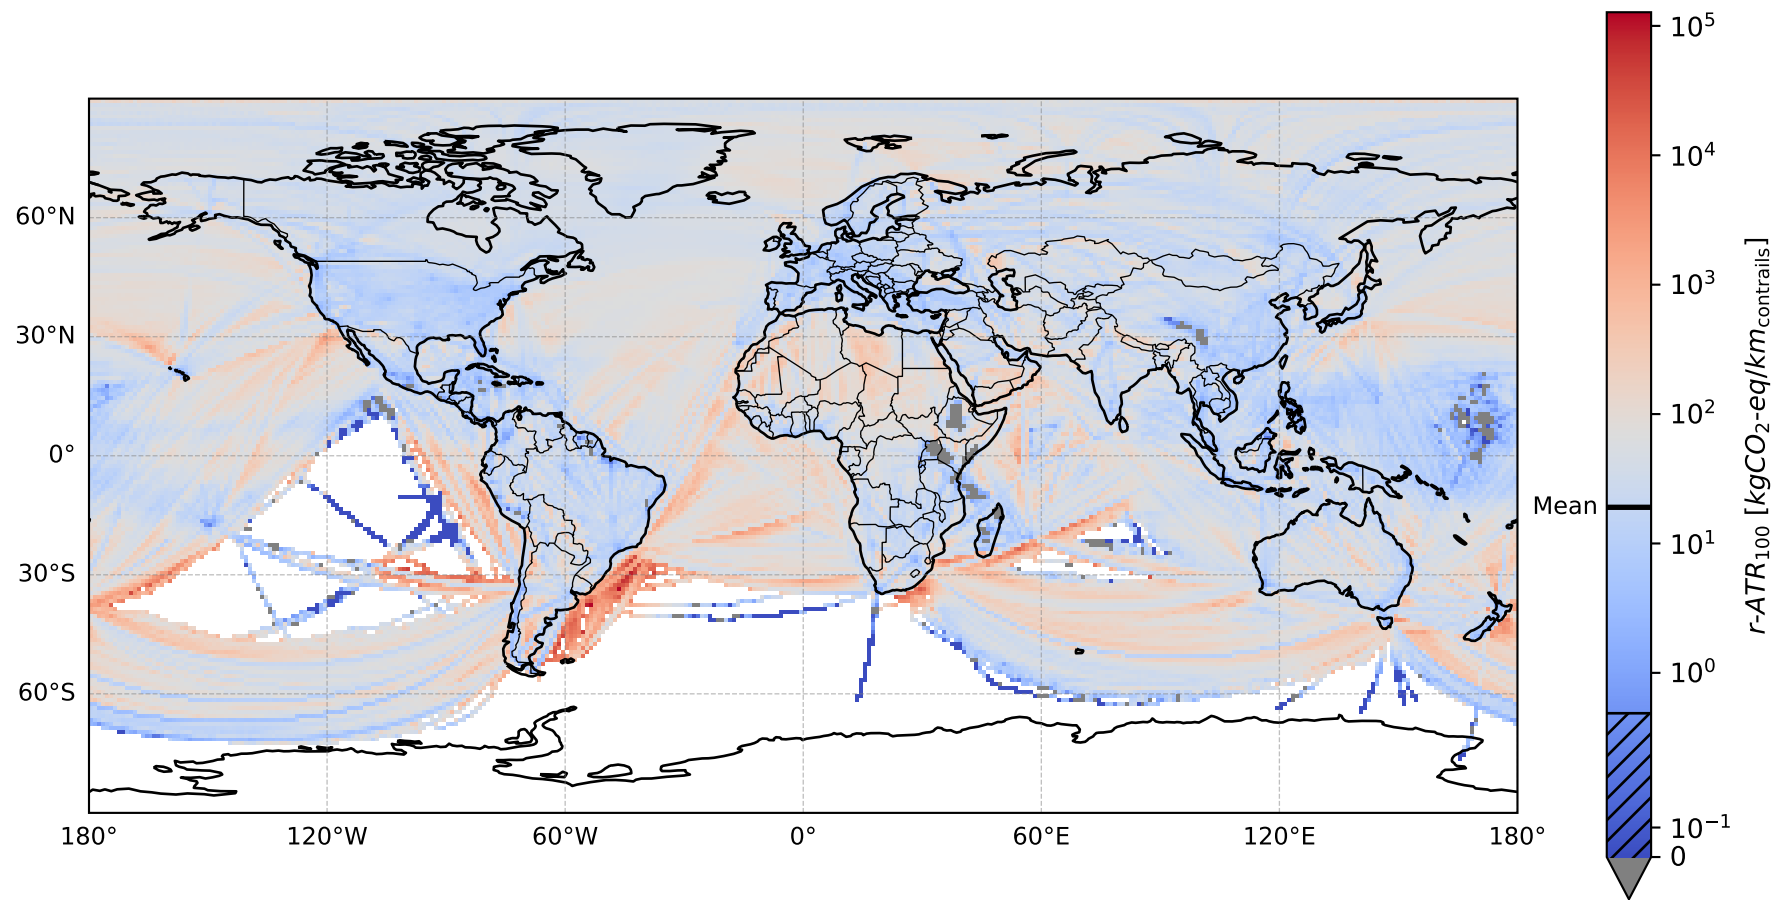 60°N
30°N
0°
30°S
60°S
180°
120°W
60°W
0°
60°E
120°E
180°
Mean
10⁵
10⁴
10³
10²
10¹
10⁰
10⁻¹
0
r-ATR₁₀₀ [kgCO₂-eq/km_contrails]